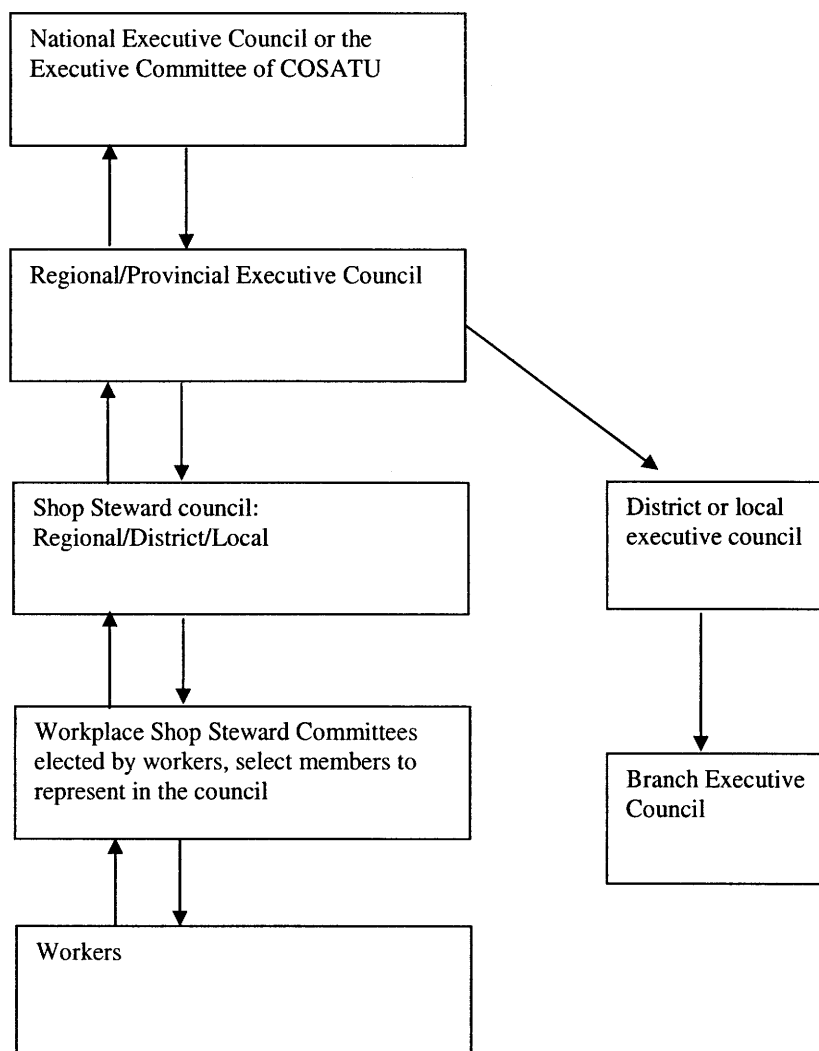 National Executive Council or the
Executive Committee of COSATU
Regional/Provincial Executive Council
Shop Steward council:
Regional/District/Local
District or local
executive council
Workplace Shop Steward Committees
elected by workers, select members to
represent in the council
Branch Executive
Council
Workers